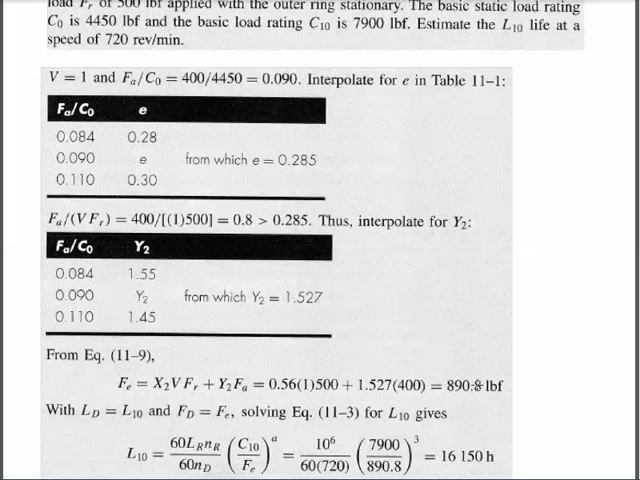 load Fr of 500 lbf applied with the outer ring stationary. The basic static load rating
C0 is 4450 lbf and the basic load rating C10 is 7900 lbf. Estimate the L10 life at a
speed of 720 rev/min.
V = 1 and Fa/C0 = 400/4450 = 0.090. Interpolate for e in Table 11–1:
Fa/C0 e
0.084 0.28
0.090 e from which e = 0.285
0.110 0.30
Fa/(VFr) = 400/[(1)500] = 0.8 > 0.285. Thus, interpolate for Y2:
Fa/C0 Y2
0.084 1.55
0.090 Y2 from which Y2 = 1.527
0.110 1.45
From Eq. (11–9),
Fe = X2VFr + Y2Fa = 0.56(1)500 + 1.527(400) = 890.8 lbf
With LD = L10 and FD = Fe, solving Eq. (11–3) for L10 gives
L10 = 60LRnR/60nD (C10/Fe)^a = 10^6/60(720) (7900/890.8)^3 = 16 150 h